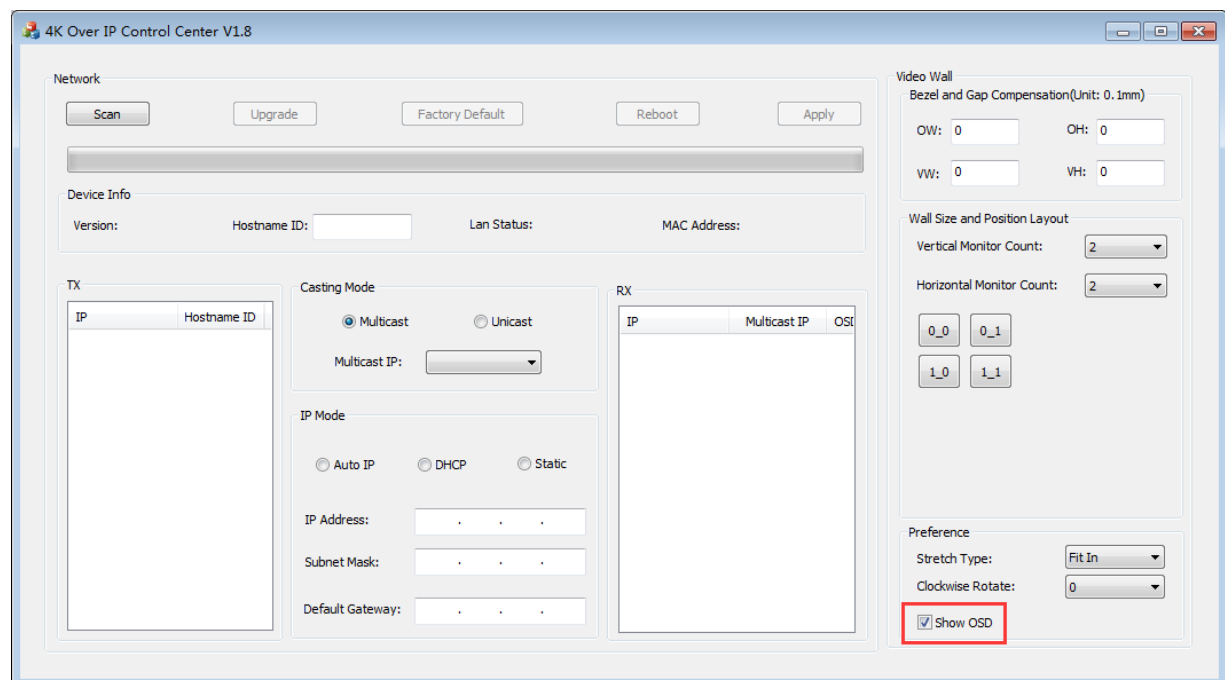 4K Over IP Control Center V1.8
Network
Scan Upgrade Factory Default Reboot Apply
Device Info
Version: Hostname ID: Lan Status: MAC Address:
TX
IP Hostname ID
Casting Mode
Multicast Unicast
Multicast IP:
IP Mode
Auto IP DHCP Static
IP Address: . . .
Subnet Mask: . . .
Default Gateway: . . .
RX
IP Multicast IP OSD
Video Wall
Bezel and Gap Compensation(Unit: 0.1mm)
OW: 0 OH: 0
VW: 0 VH: 0
Wall Size and Position Layout
Vertical Monitor Count: 2
Horizontal Monitor Count: 2
0_0 0_1
1_0 1_1
Preference
Stretch Type: Fit In
Clockwise Rotate: 0
Show OSD